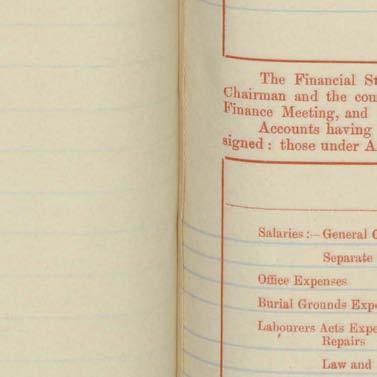 The Financial St
Chairman and the cou
Finance Meeting, and
Accounts having
signed: those under A
Salaries:—General
Separate
Office Expenses
Burial Grounds Exp
Labourers Acts Expe
Repairs
Law and